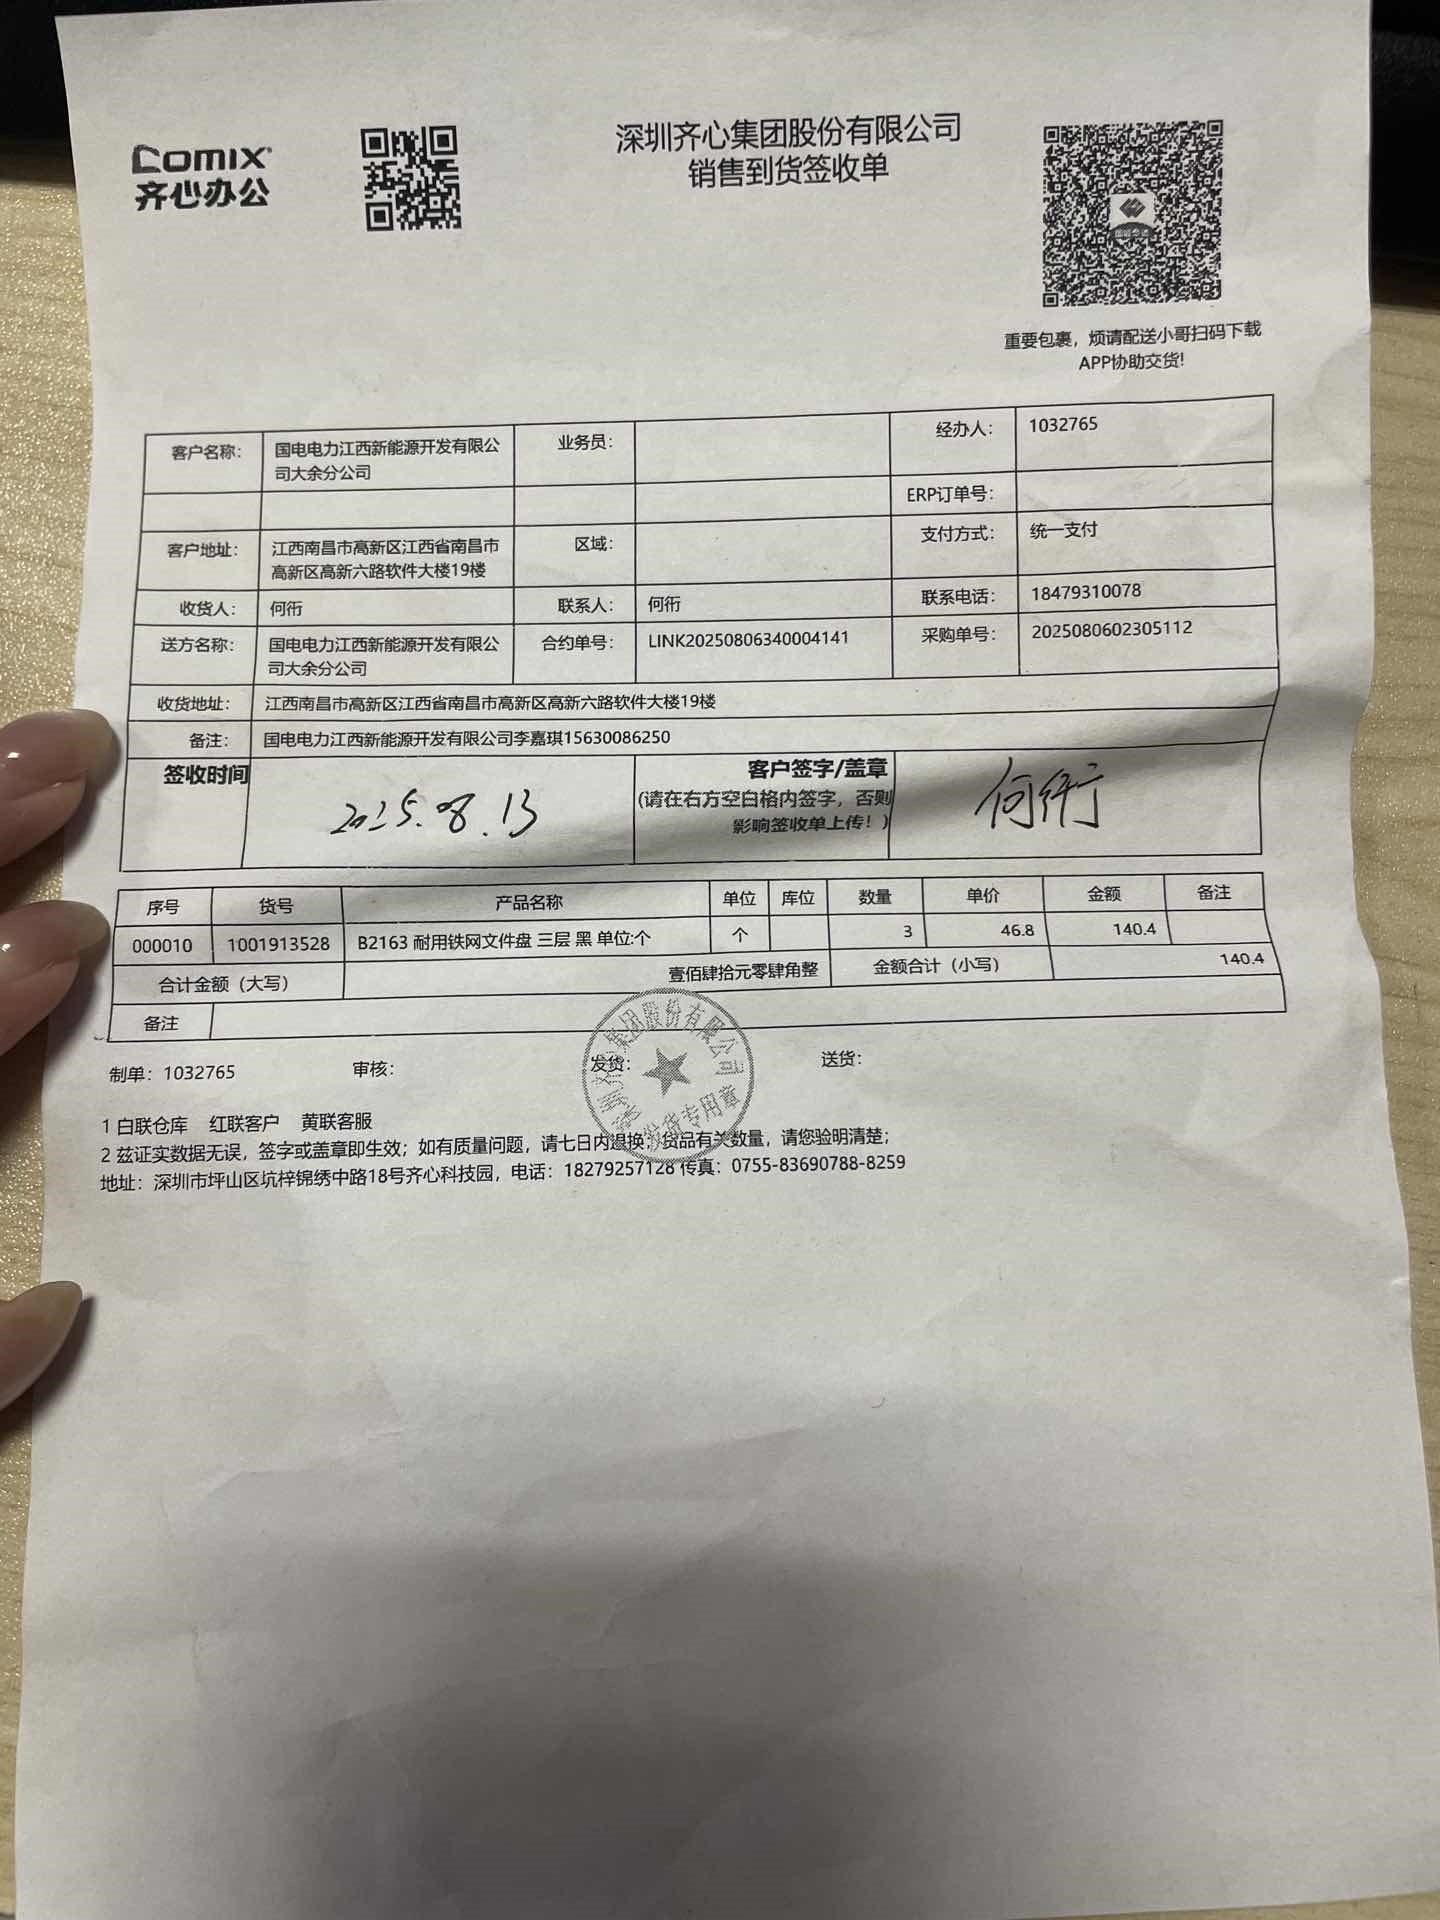 comix
齐心办公
深圳齐心集团股份有限公司
销售到货签收单
重要包裹，烦请配送小哥扫码下载
APP协助交货!
客户名称： 国电电力江西新能源开发有限公 业务员： 经办人： 1032765
司大余分公司
ERP订单号：
客户地址： 江西南昌市高新区江西省南昌市 区域： 支付方式： 统一支付
高新区高新六路软件大楼19楼
收货人： 何衍 联系人： 何衍 联系电话： 18479310078
送方名称： 国电电力江西新能源开发有限公 合约单号： LINK20250806340004141 采购单号： 2025080602305112
司大余分公司
收货地址： 江西南昌市高新区江西省南昌市高新区高新六路软件大楼19楼
备注： 国电电力江西新能源开发有限公司李嘉琪15630086250
签收时间 2025.08.13 客户签字/盖章 何衍
(请在右方空白格内签字，否则
影响签收单上传！)
序号 货号 产品名称 单位 库位 数量 单价 金额 备注
000010 1001913528 B2163 耐用铁网文件盘 三层 黑 单位:个 个 3 46.8 140.4
合计金额（大写） 壹佰肆拾元零肆角整 金额合计（小写） 140.4
备注
制单：1032765 审核： 发货： 送货：
集团股份有限公司
发货专用章
1 白联仓库 红联客户 黄联客服
2 兹证实数据无误，签字或盖章即生效；如有质量问题，请七日内退换；货品有关数量，请您验明清楚；
地址：深圳市坪山区坑梓锦绣中路18号齐心科技园，电话：18279257128 传真：0755-83690788-8259